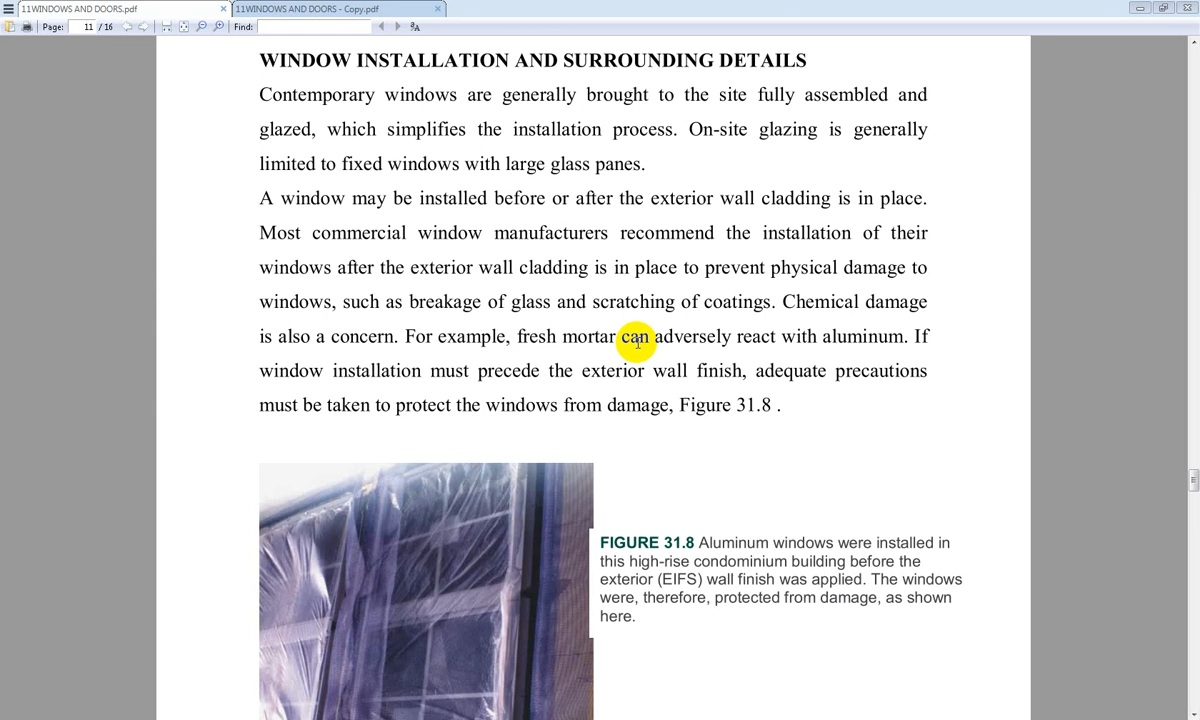 11WINDOWS AND DOORS.pdf
11WINDOWS AND DOORS - Copy.pdf
Page: 11 / 16 Find:
WINDOW INSTALLATION AND SURROUNDING DETAILS
Contemporary windows are generally brought to the site fully assembled and
glazed, which simplifies the installation process. On-site glazing is generally
limited to fixed windows with large glass panes.
A window may be installed before or after the exterior wall cladding is in place.
Most commercial window manufacturers recommend the installation of their
windows after the exterior wall cladding is in place to prevent physical damage to
windows, such as breakage of glass and scratching of coatings. Chemical damage
is also a concern. For example, fresh mortar can adversely react with aluminum. If
window installation must precede the exterior wall finish, adequate precautions
must be taken to protect the windows from damage, Figure 31.8 .
FIGURE 31.8 Aluminum windows were installed in
this high-rise condominium building before the
exterior (EIFS) wall finish was applied. The windows
were, therefore, protected from damage, as shown
here.